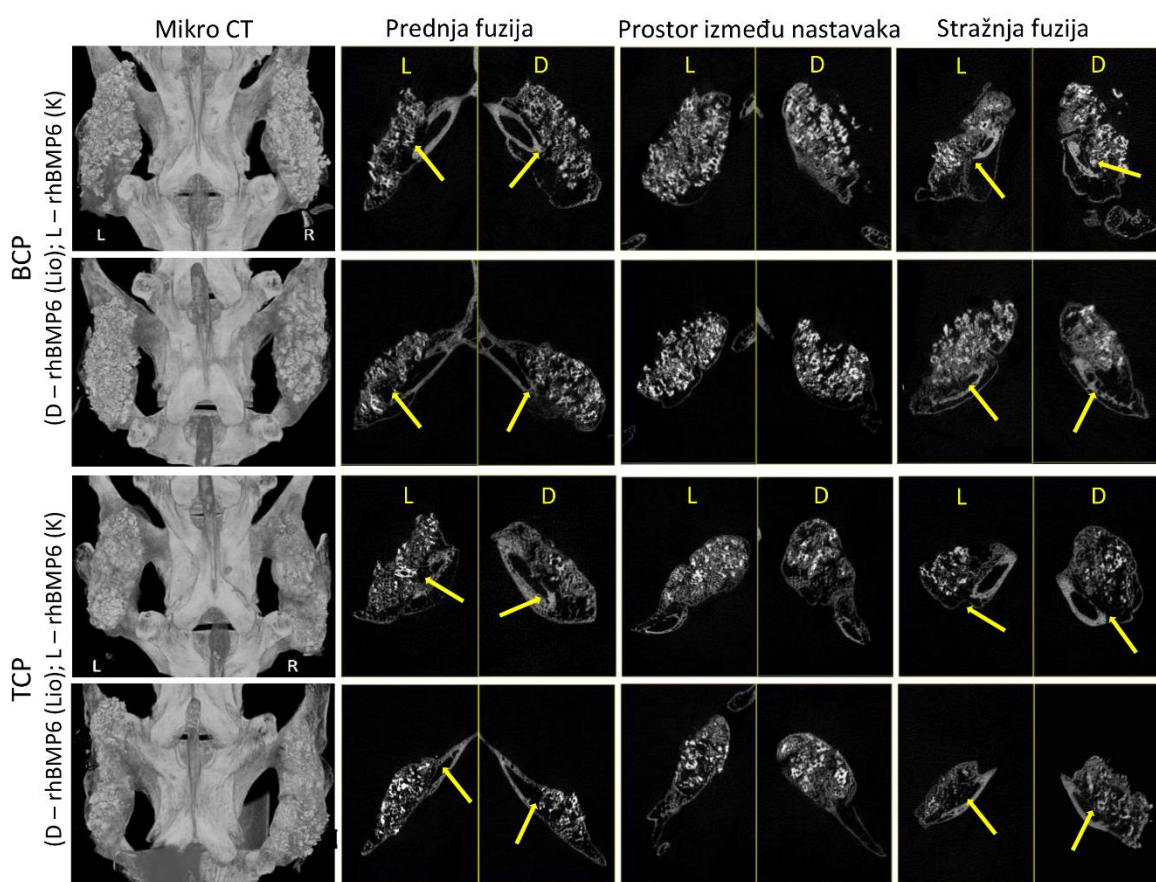 Mikro CT
Prednja fuzija
Prostor između nastavaka
Stražnja fuzija
BCP
(D – rhBMP6 (Lio); L – rhBMP6 (K)
L
R
L
D
L
D
L
D
TCP
(D – rhBMP6 (Lio); L – rhBMP6 (K)
L
R
L
D
L
D
L
D